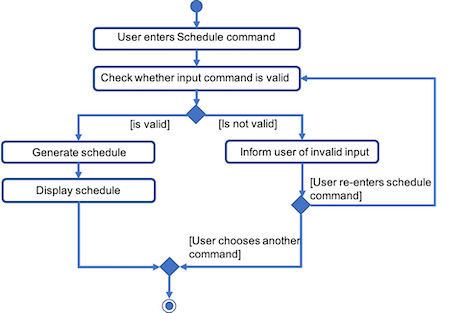 User enters Schedule command
Check whether input command is valid
[is valid]
[Is not valid]
Generate schedule
Inform user of invalid input
Display schedule
[User re-enters schedule
command]
[User chooses another
command]